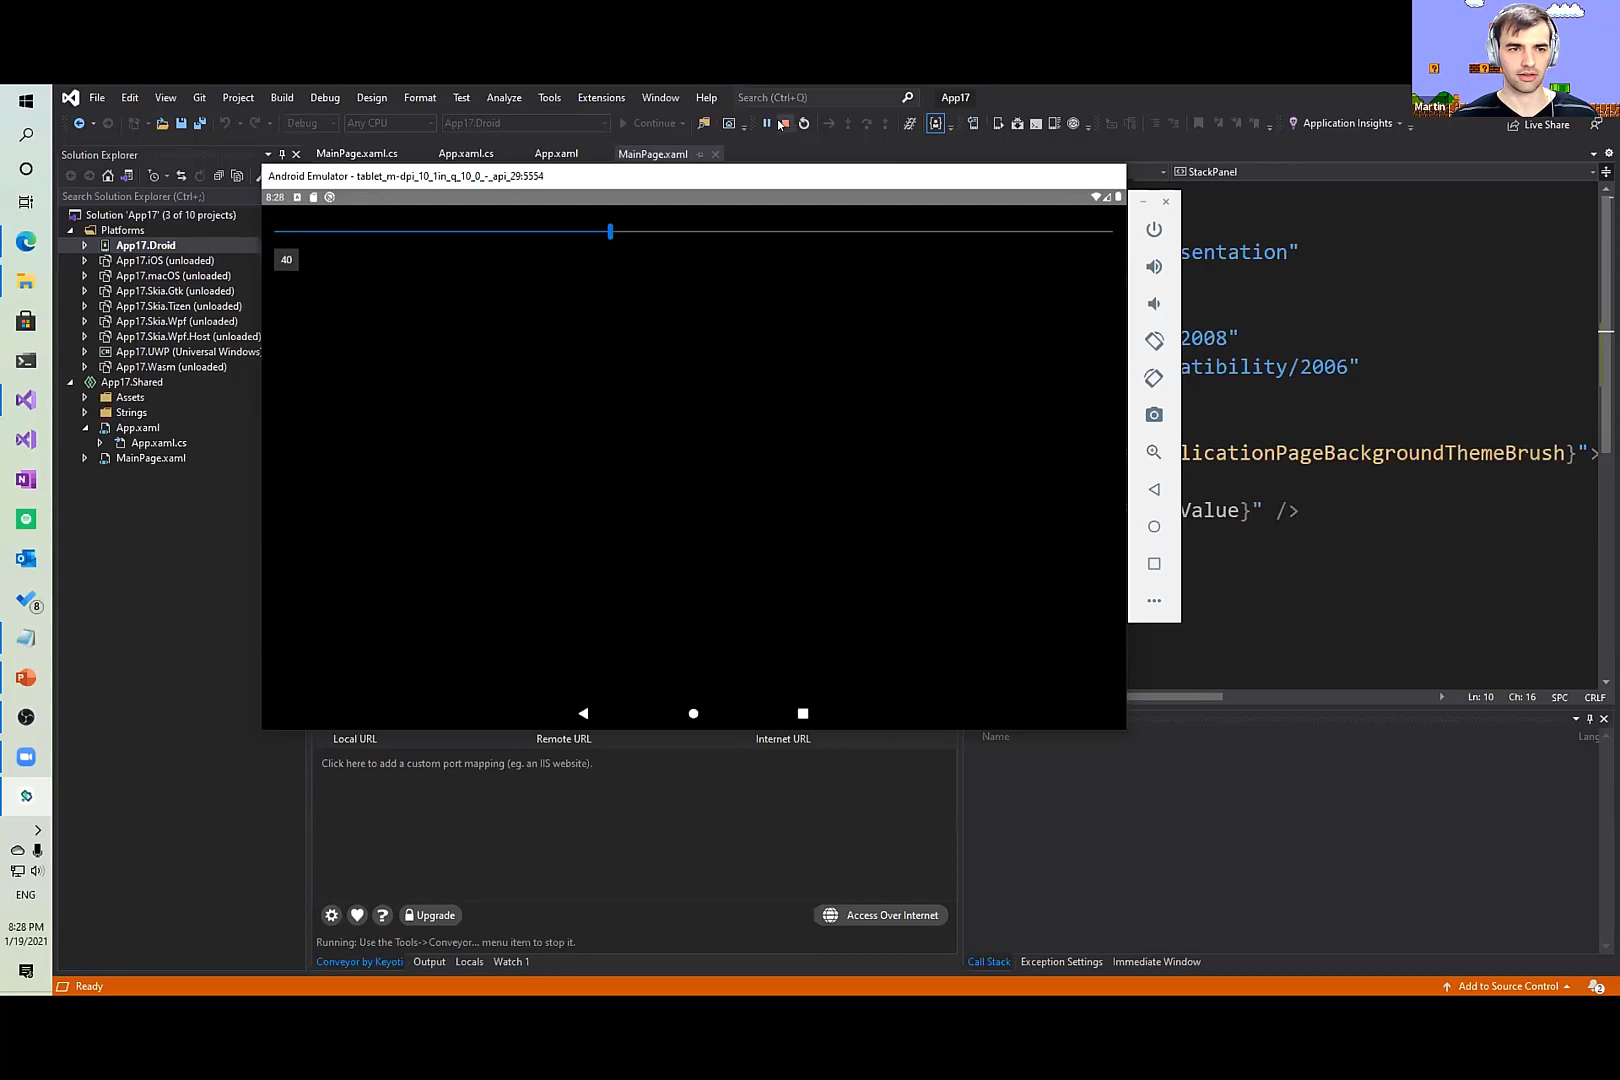 Martin
File Edit View Git Project Build Debug Design Format Test Analyze Tools Extensions Window Help Search (Ctrl+Q) App17
Debug Any CPU App17.Droid Continue Application Insights Live Share
Solution Explorer MainPage.xaml.cs App.xaml.cs App.xaml MainPage.xaml
Android Emulator - tablet_m-dpi_10_1in_q_10_0_-_api_29:5554
StackPanel
Search Solution Explorer (Ctrl+;)
8:28
Solution 'App17' (3 of 10 projects)
Platforms
App17.Droid
App17.iOS (unloaded)
App17.macOS (unloaded)
App17.Skia.Gtk (unloaded)
App17.Skia.Tizen (unloaded)
App17.Skia.Wpf (unloaded)
App17.Skia.Wpf.Host (unloaded)
App17.UWP (Universal Windows)
App17.Wasm (unloaded)
App17.Shared
Assets
Strings
App.xaml
App.xaml.cs
MainPage.xaml
40
sentation"
2008"
atibility/2006"
licationPageBackgroundThemeBrush}">
Value}" />
Ln: 10 Ch: 16 SPC CRLF
Local URL Remote URL Internet URL
Name Lang
Click here to add a custom port mapping (eg. an IIS website).
Upgrade Access Over Internet
Running: Use the Tools->Conveyor... menu item to stop it.
Conveyor by Keyoti Output Locals Watch 1
Call Stack Exception Settings Immediate Window
Ready Add to Source Control 2
8
ENG
8:28 PM
1/19/2021